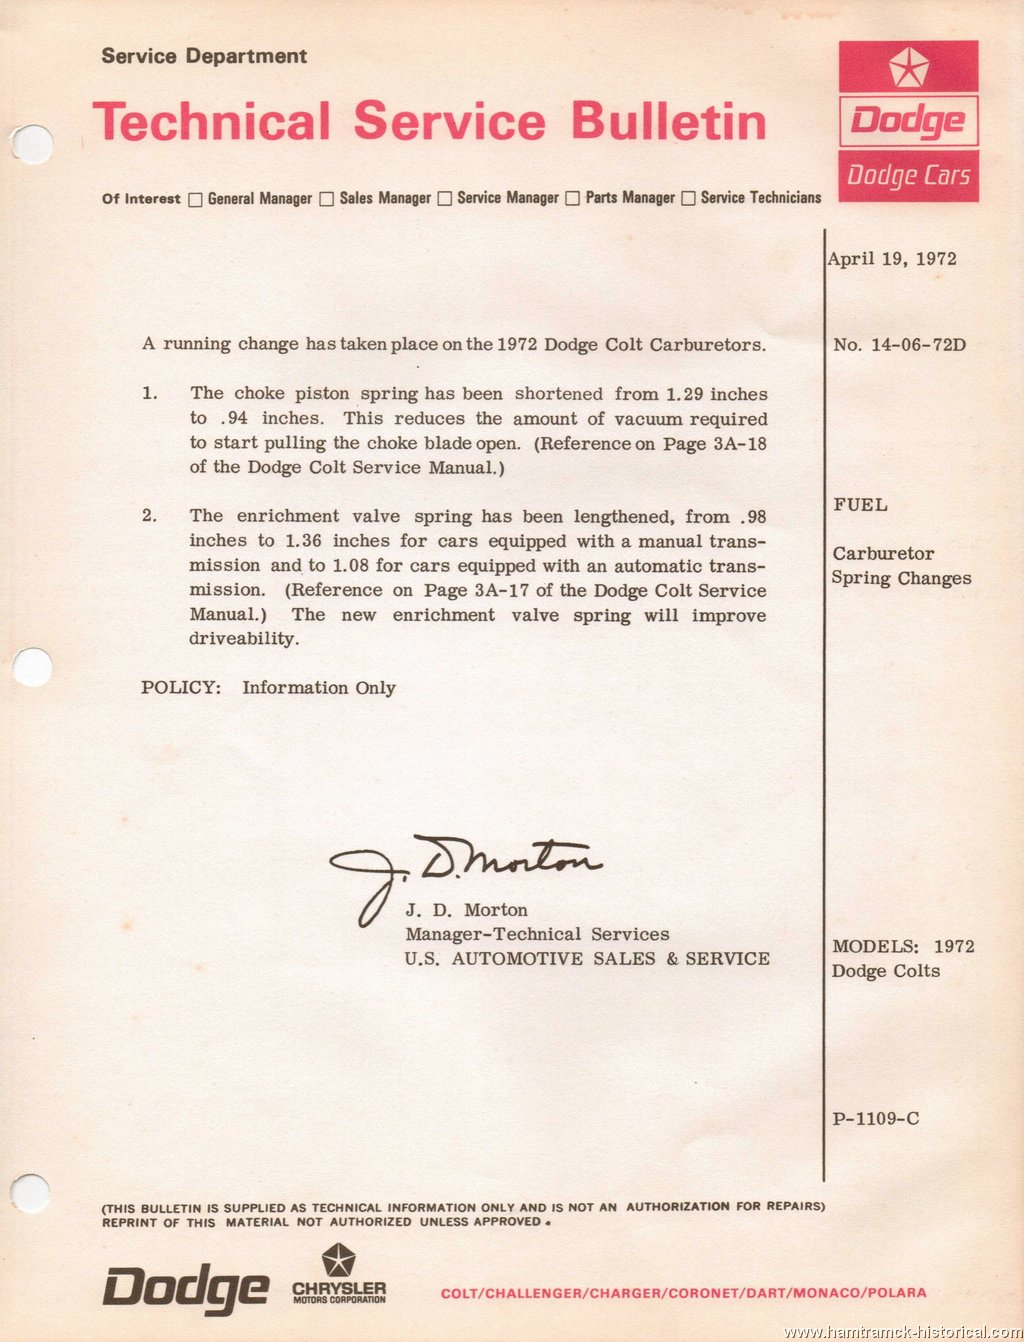 Service Department
Technical Service Bulletin
Dodge
Dodge Cars
Of Interest □ General Manager □ Sales Manager □ Service Manager □ Parts Manager □ Service Technicians
April 19, 1972
A running change has taken place on the 1972 Dodge Colt Carburetors.
No. 14-06-72D
1. The choke piston spring has been shortened from 1.29 inches
to .94 inches. This reduces the amount of vacuum required
to start pulling the choke blade open. (Reference on Page 3A-18
of the Dodge Colt Service Manual.)
2. The enrichment valve spring has been lengthened, from .98
inches to 1.36 inches for cars equipped with a manual trans-
mission and to 1.08 for cars equipped with an automatic trans-
mission. (Reference on Page 3A-17 of the Dodge Colt Service
Manual.) The new enrichment valve spring will improve
driveability.
FUEL
Carburetor
Spring Changes
POLICY: Information Only
J. D. Morton
J. D. Morton
Manager-Technical Services
U.S. AUTOMOTIVE SALES & SERVICE
MODELS: 1972
Dodge Colts
P-1109-C
(THIS BULLETIN IS SUPPLIED AS TECHNICAL INFORMATION ONLY AND IS NOT AN AUTHORIZATION FOR REPAIRS)
REPRINT OF THIS MATERIAL NOT AUTHORIZED UNLESS APPROVED.
Dodge
CHRYSLER
MOTORS CORPORATION
COLT/CHALLENGER/CHARGER/CORONET/DART/MONACO/POLARA
www.hamtramck-historical.com